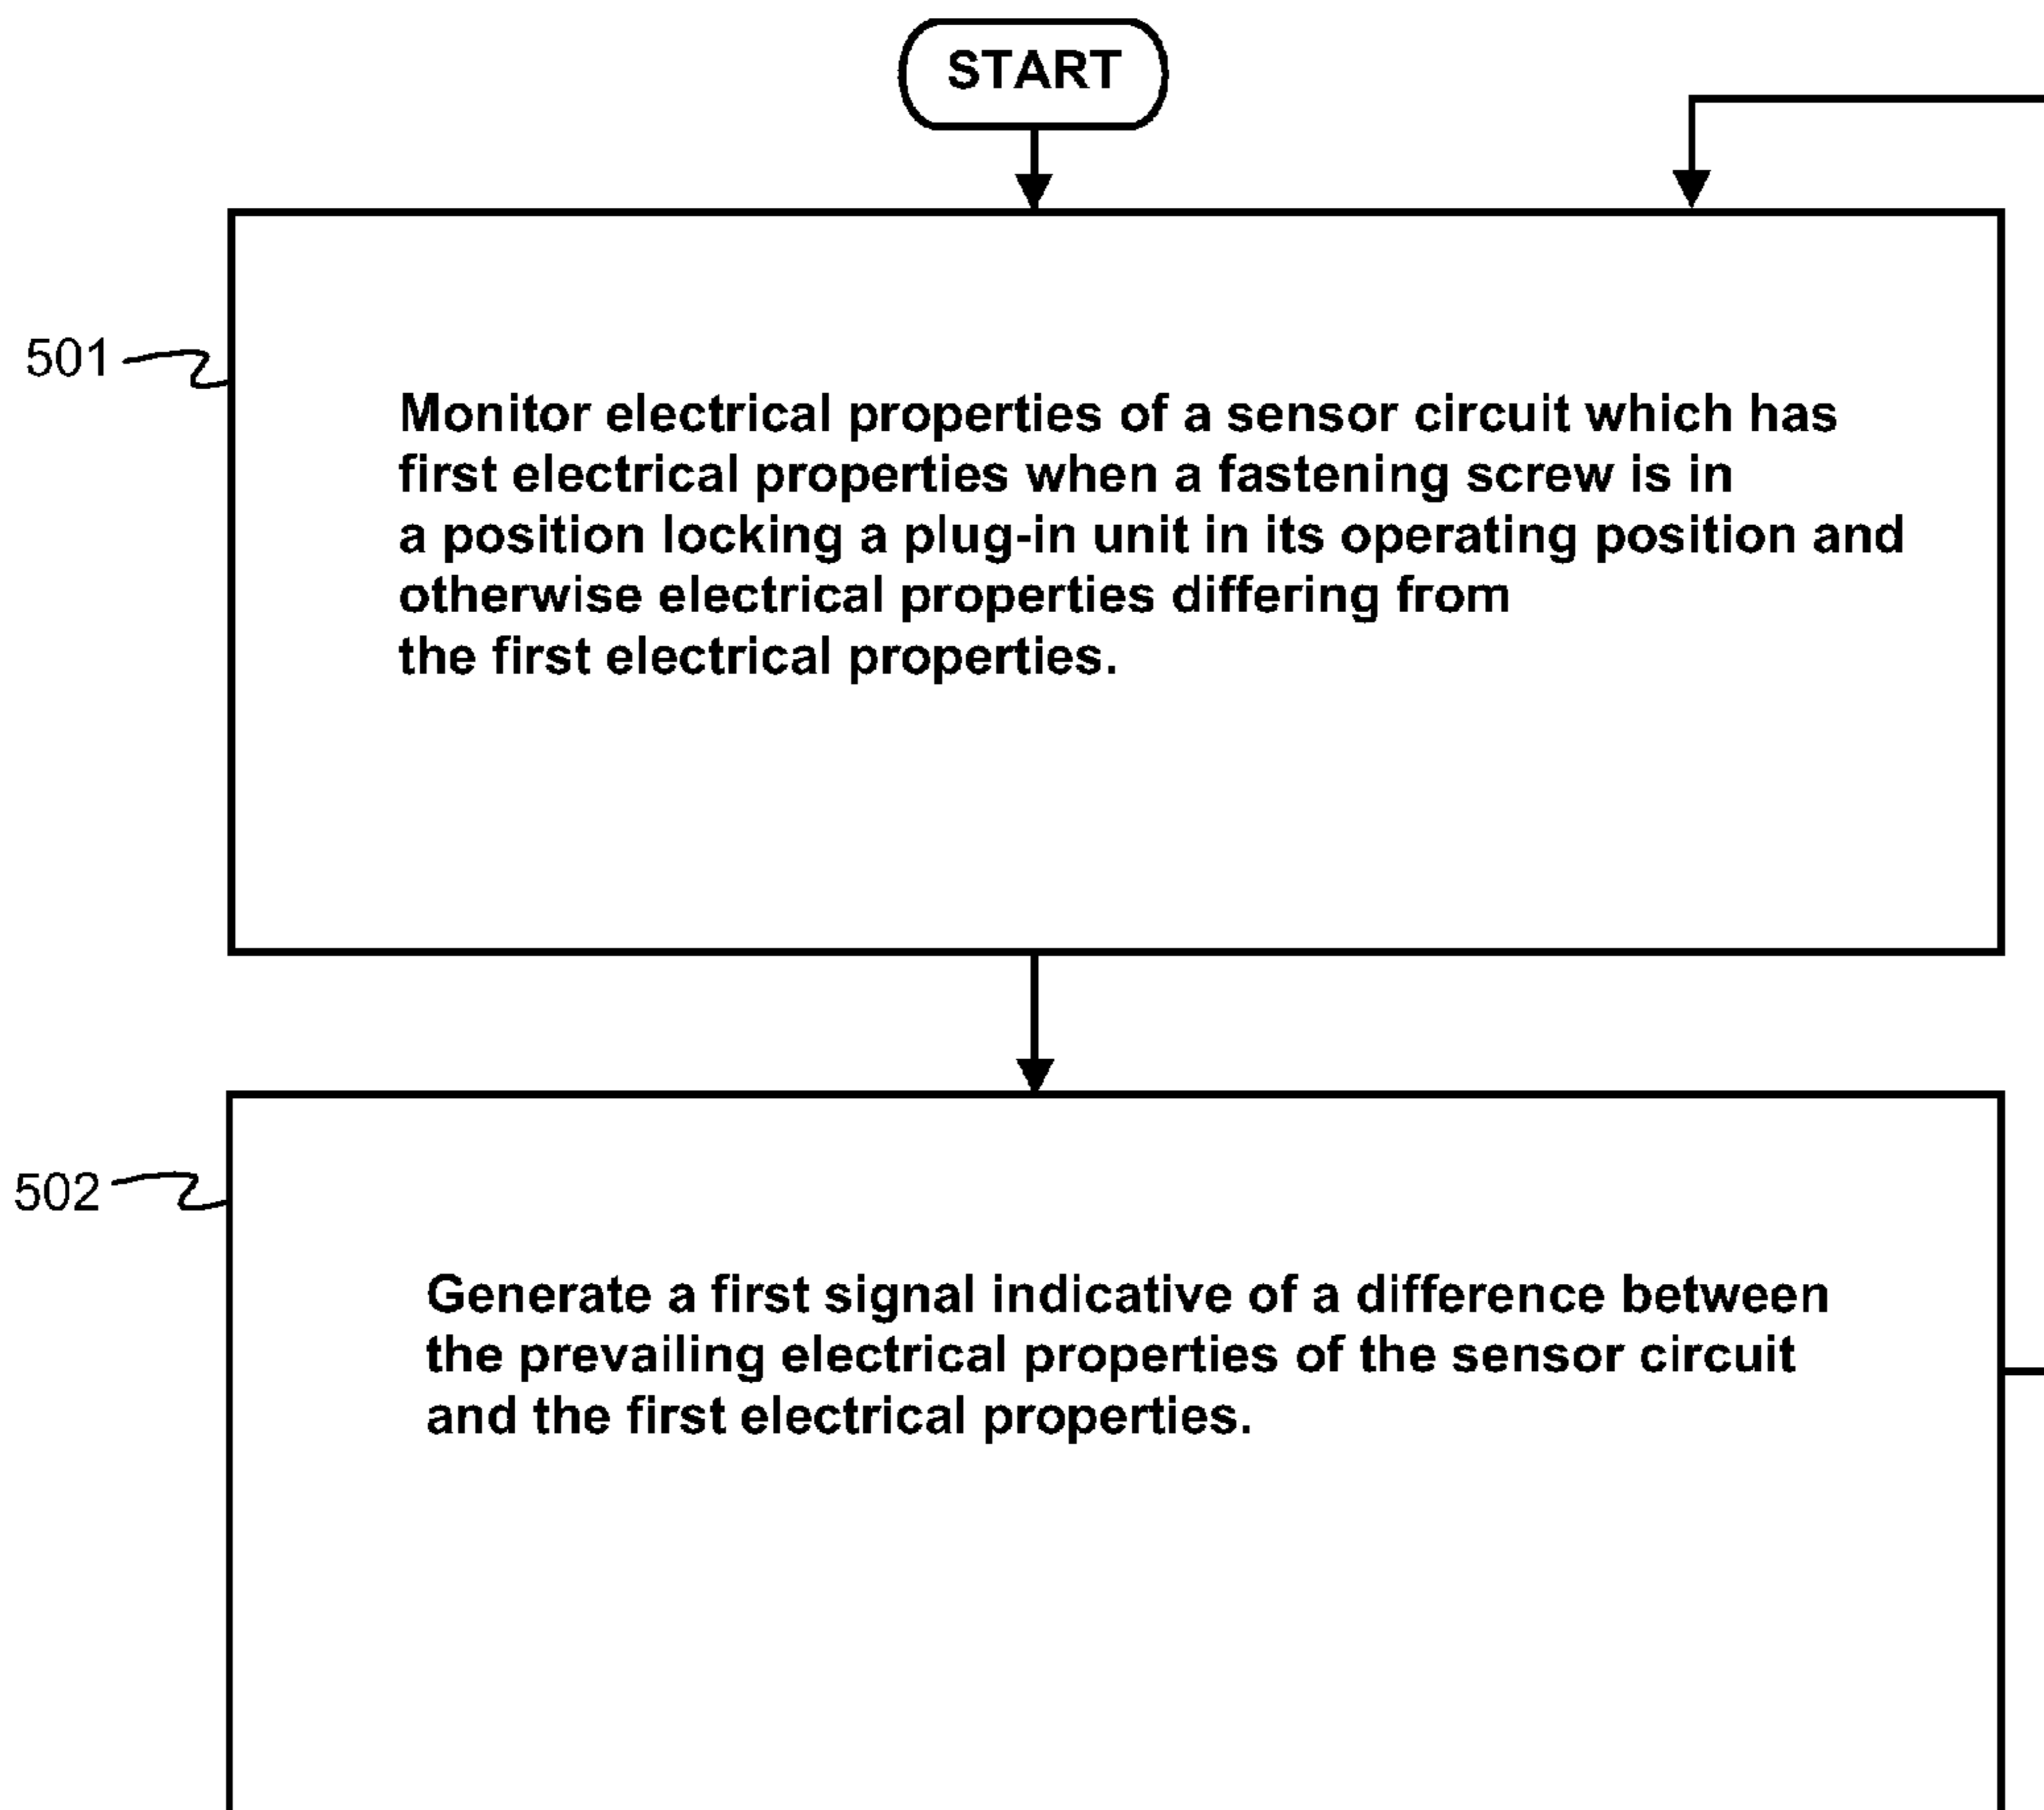 START
501
Monitor electrical properties of a sensor circuit which has
first electrical properties when a fastening screw is in
a position locking a plug-in unit in its operating position and
otherwise electrical properties differing from
the first electrical properties.
502
Generate a first signal indicative of a difference between
the prevailing electrical properties of the sensor circuit
and the first electrical properties.